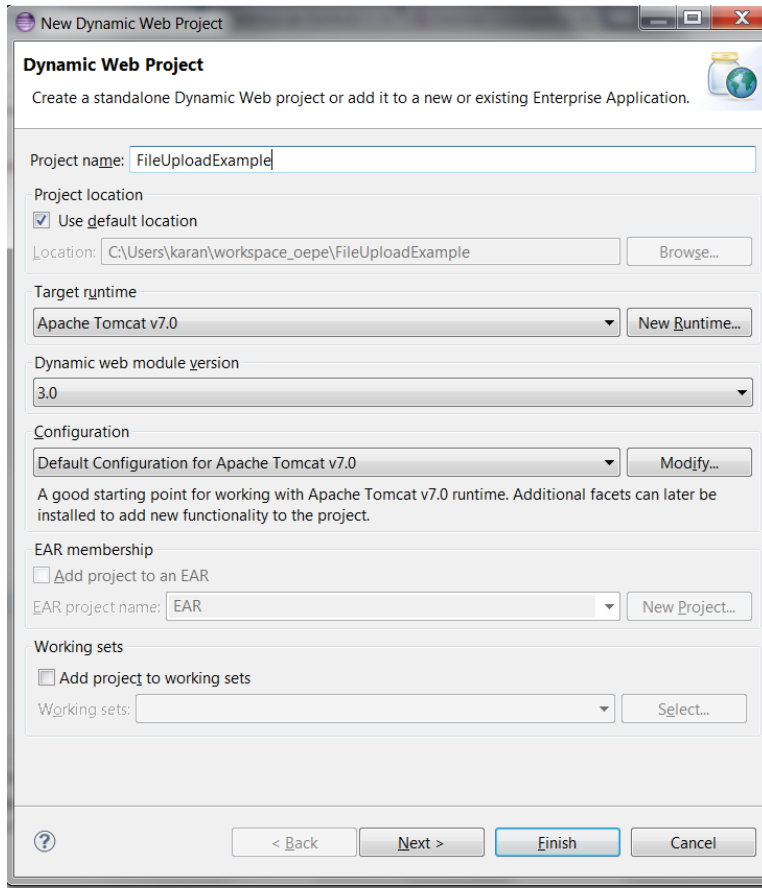 New Dynamic Web Project
Dynamic Web Project
Create a standalone Dynamic Web project or add it to a new or existing Enterprise Application.
Project name: FileUploadExample
Project location
Use default location
Location: C:\Users\karan\workspace_oepe\FileUploadExample Browse...
Target runtime
Apache Tomcat v7.0 New Runtime...
Dynamic web module version
3.0
Configuration
Default Configuration for Apache Tomcat v7.0 Modify...
A good starting point for working with Apache Tomcat v7.0 runtime. Additional facets can later be
installed to add new functionality to the project.
EAR membership
Add project to an EAR
EAR project name: EAR New Project...
Working sets
Add project to working sets
Working sets: Select...
? < Back Next > Finish Cancel